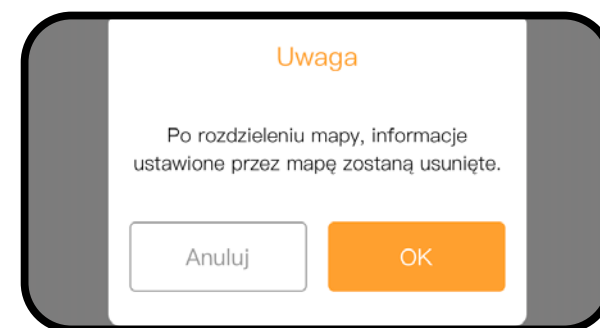 Uwaga
Po rozdzieleniu mapy, informacje
ustawione przez mapę zostaną usunięte.
Anuluj
OK